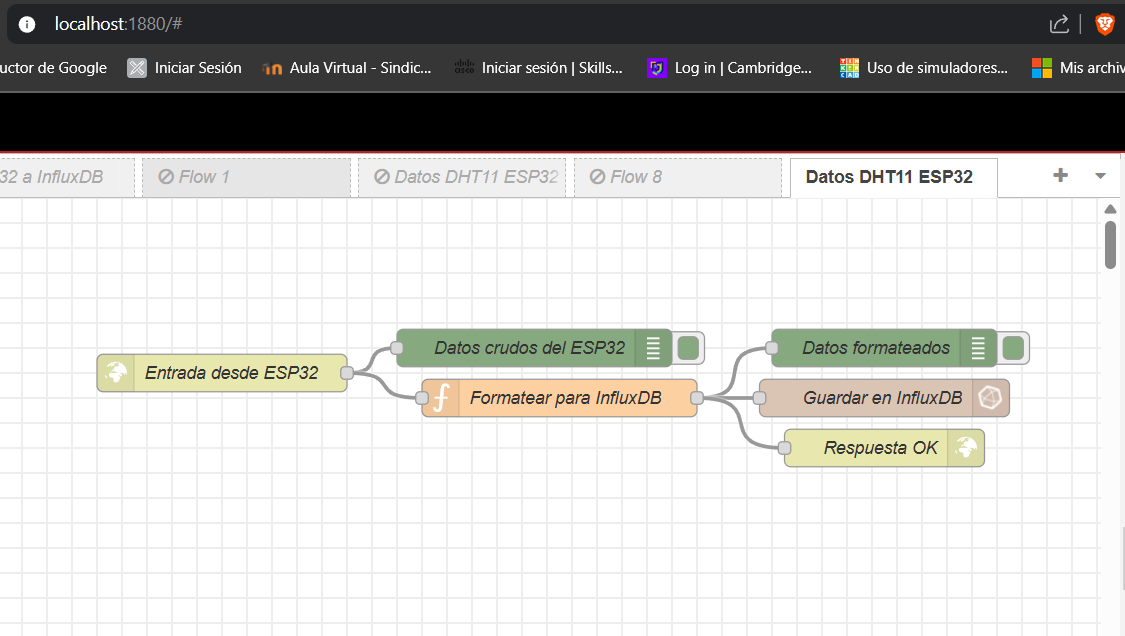 localhost:1880/#
uctor de Google
Iniciar Sesión
Aula Virtual - Sindic...
Iniciar sesión | Skills...
Log in | Cambridge...
Uso de simuladores...
Mis archiv
32 a InfluxDB
Flow 1
Datos DHT11 ESP32
Flow 8
Datos DHT11 ESP32
Datos crudos del ESP32
Datos formateados
Entrada desde ESP32
Formatear para InfluxDB
Guardar en InfluxDB
Respuesta OK